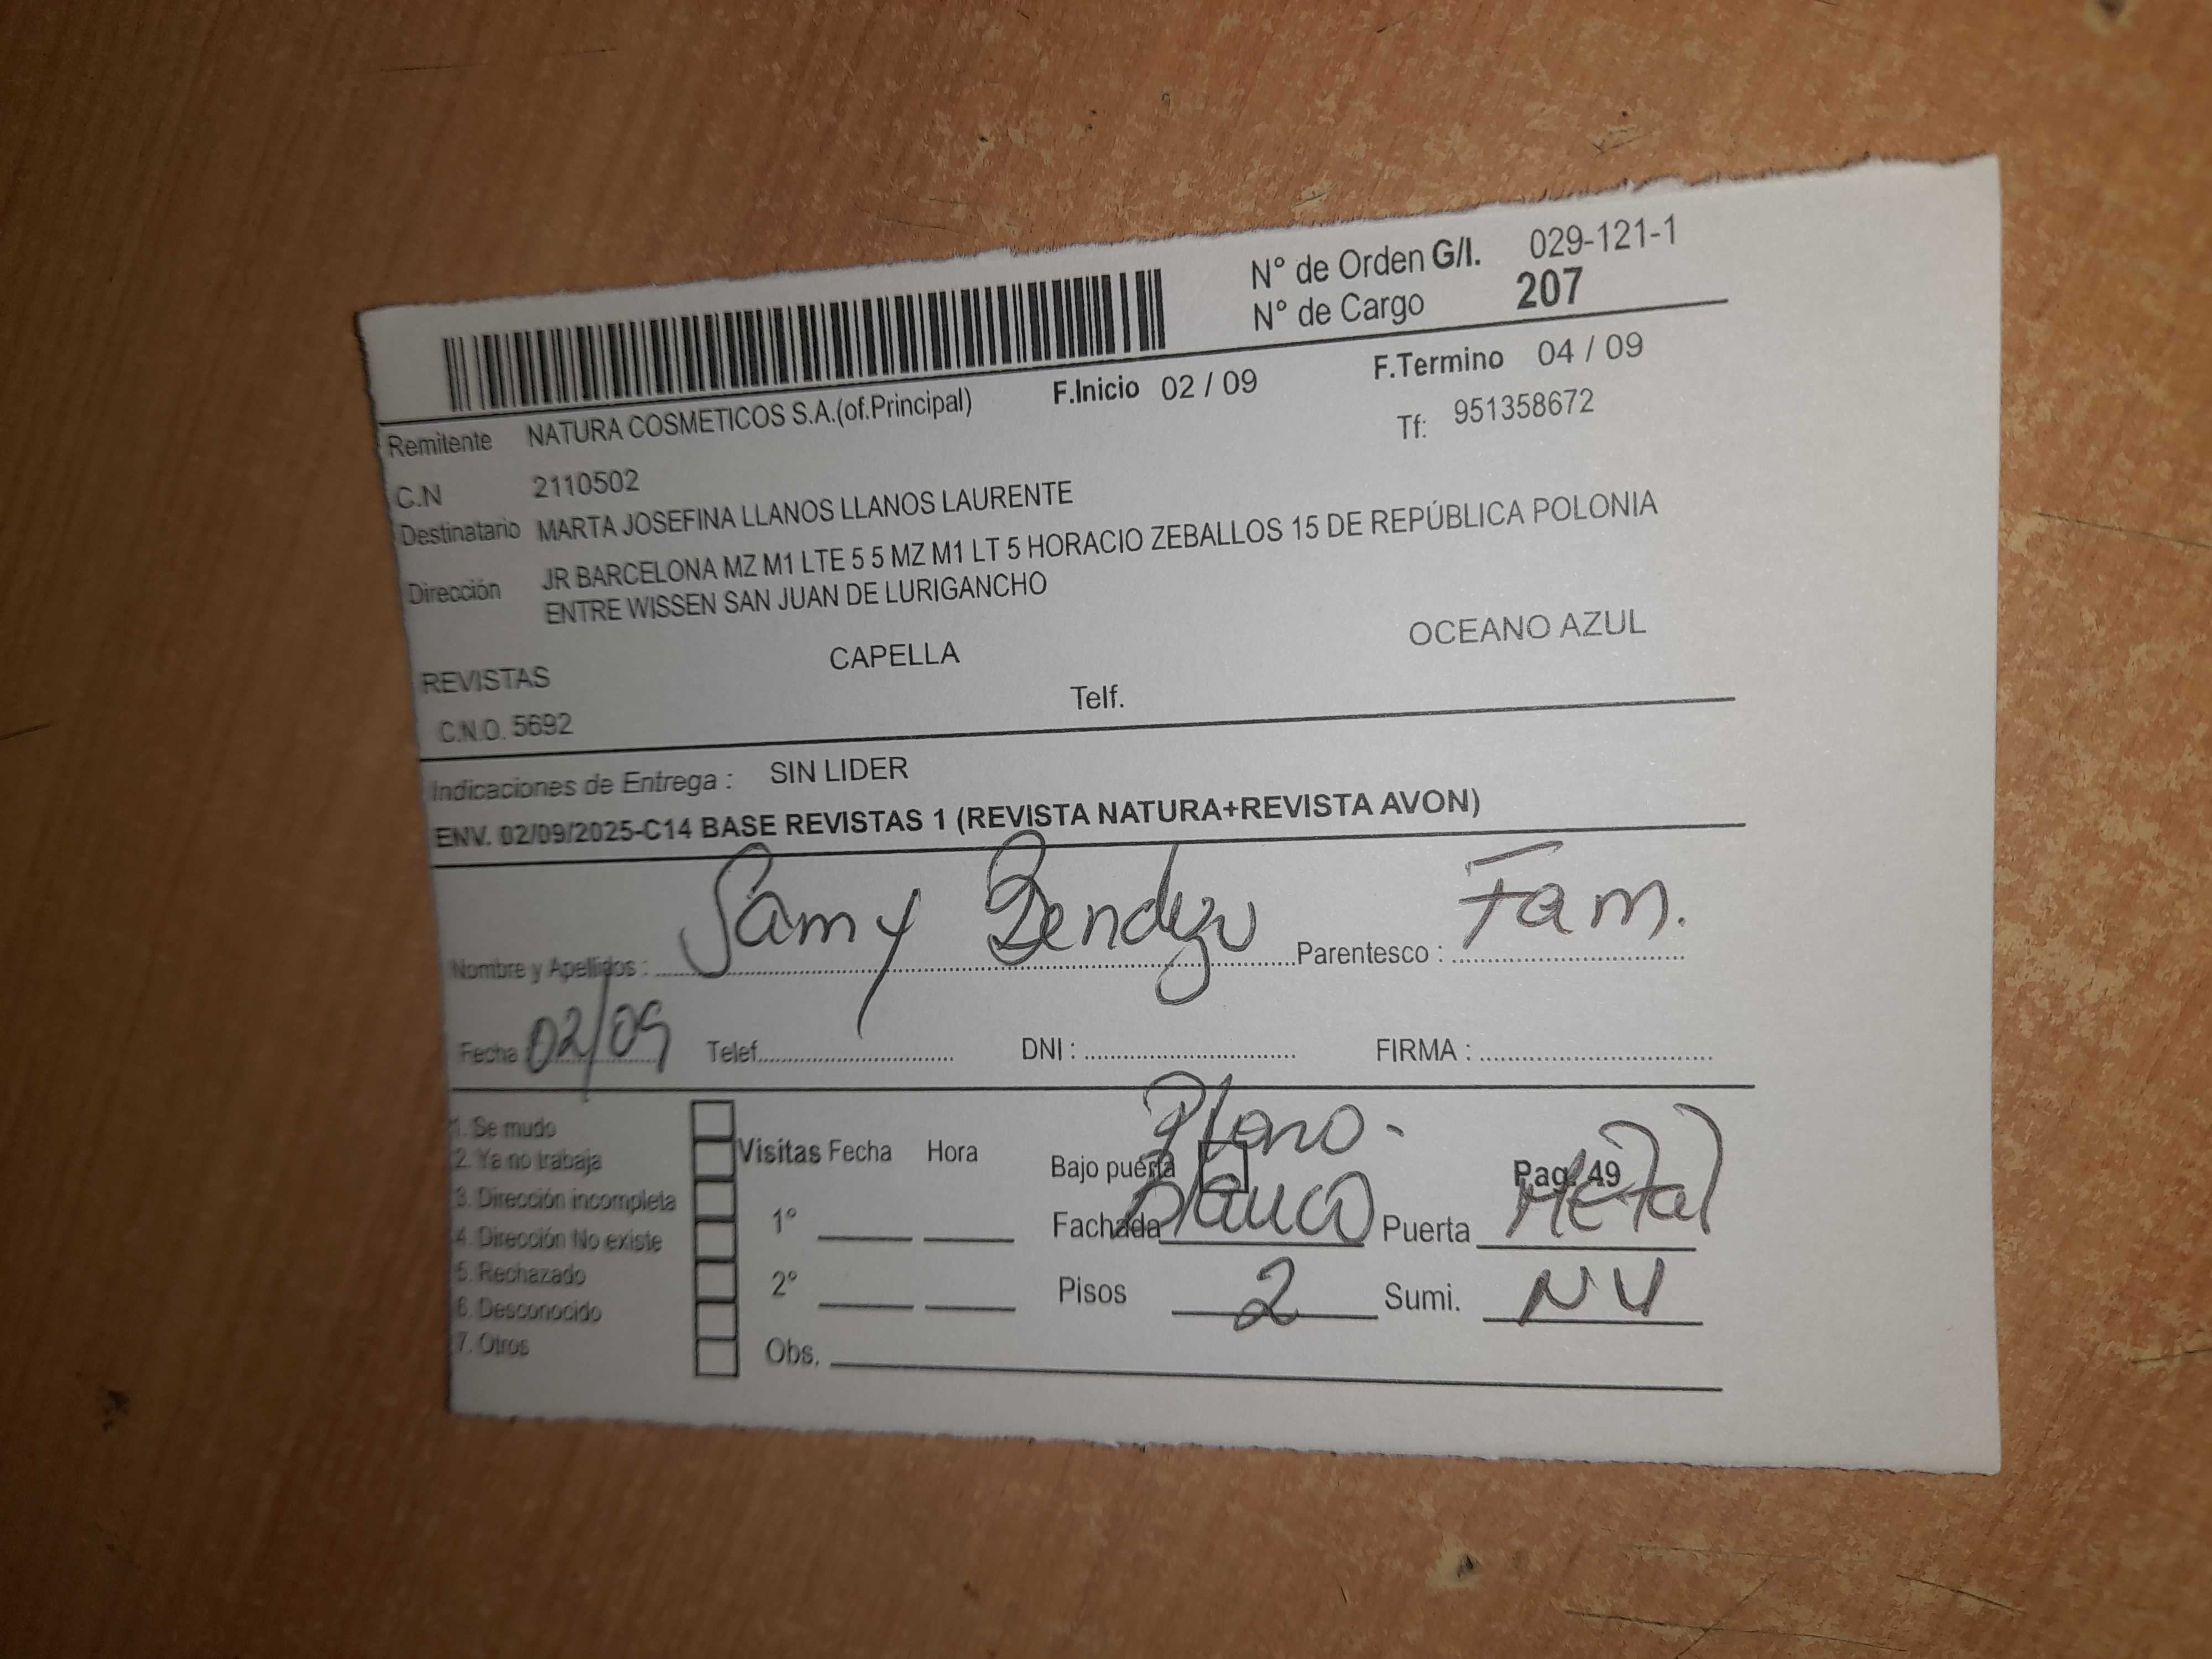 N° de Orden G/I. 029-121-1
N° de Cargo 207
F.Inicio 02 / 09 F.Termino 04 / 09
Remitente NATURA COSMETICOS S.A.(of.Principal) Tf: 951358672
C.N 2110502
Destinatario MARTA JOSEFINA LLANOS LLANOS LAURENTE
Dirección JR BARCELONA MZ M1 LTE 5 5 MZ M1 LT 5 HORACIO ZEBALLOS 15 DE REPÚBLICA POLONIA
ENTRE WISSEN SAN JUAN DE LURIGANCHO
REVISTAS CAPELLA OCEANO AZUL
C.N.O. 5692 Telf.
Indicaciones de Entrega : SIN LIDER
ENV. 02/09/2025-C14 BASE REVISTAS 1 (REVISTA NATURA+REVISTA AVON)
Nombre y Apellidos : Samy Bendezu Parentesco : Fam.
Fecha : 02/09 Telef. DNI : FIRMA :
1. Se mudo
2. Ya no trabaja
3. Dirección incompleta
4. Dirección No existe
5. Rechazado
6. Desconocido
7. Otros
Visitas Fecha Hora
1°
2°
Obs.
Bajo puerta Pag. 49
Fachada blanco Puerta Metal
Pisos 2 Sumi. NV